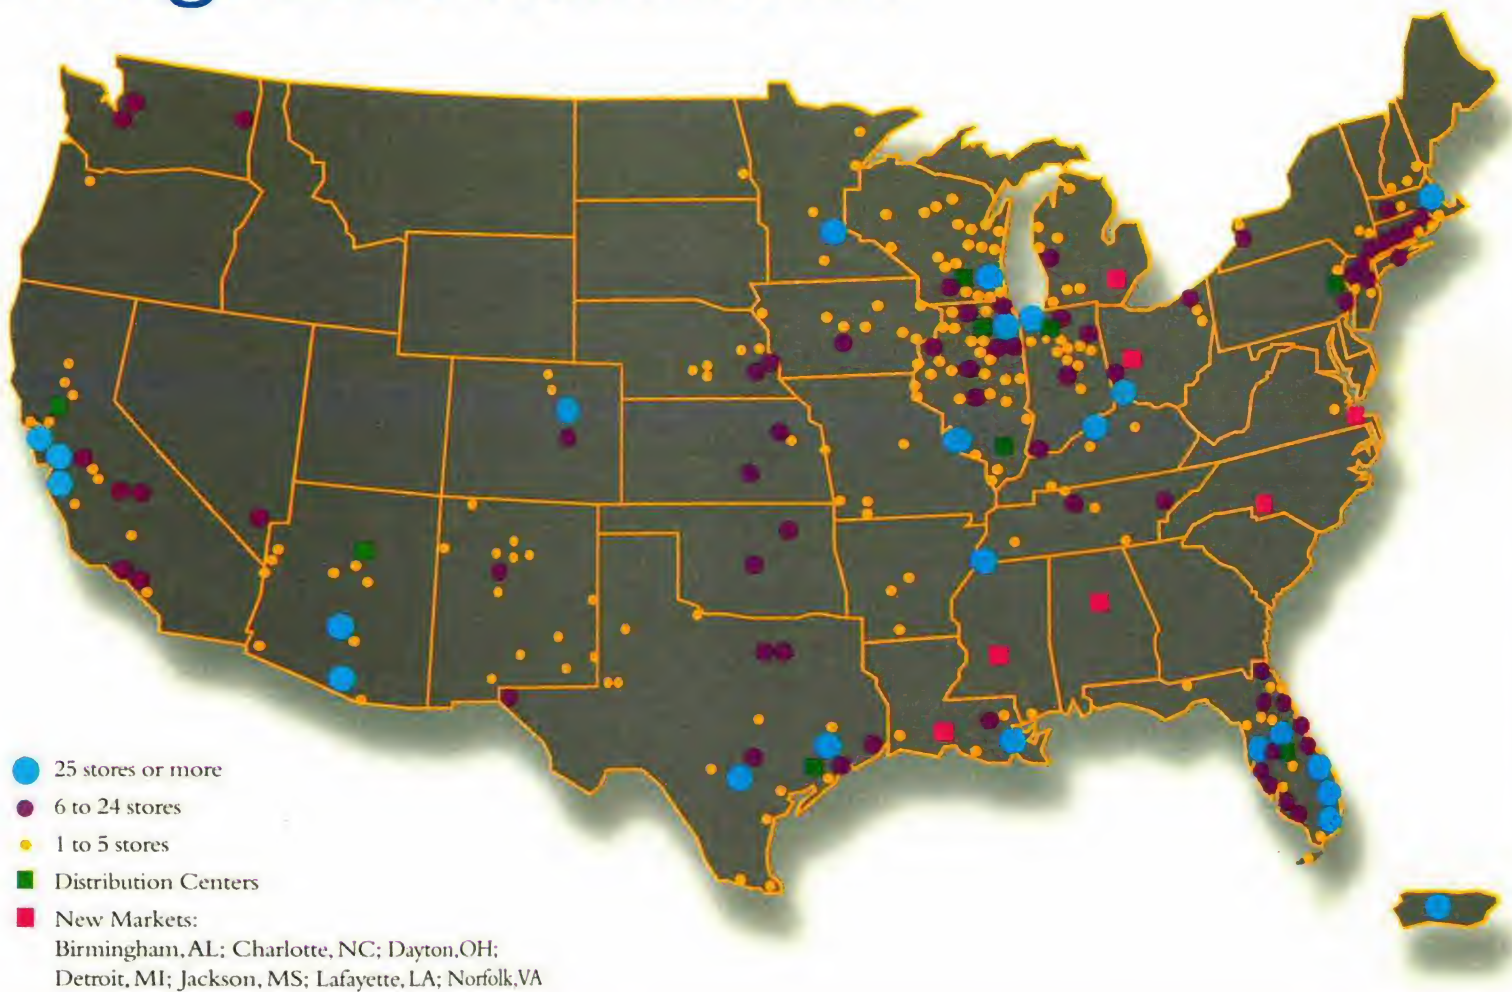 25 stores or more
6 to 24 stores
1 to 5 stores
Distribution Centers
New Markets:
Birmingham, AL; Charlotte, NC; Dayton,OH;
Detroit, MI; Jackson, MS; Lafayette, LA; Norfolk,VA